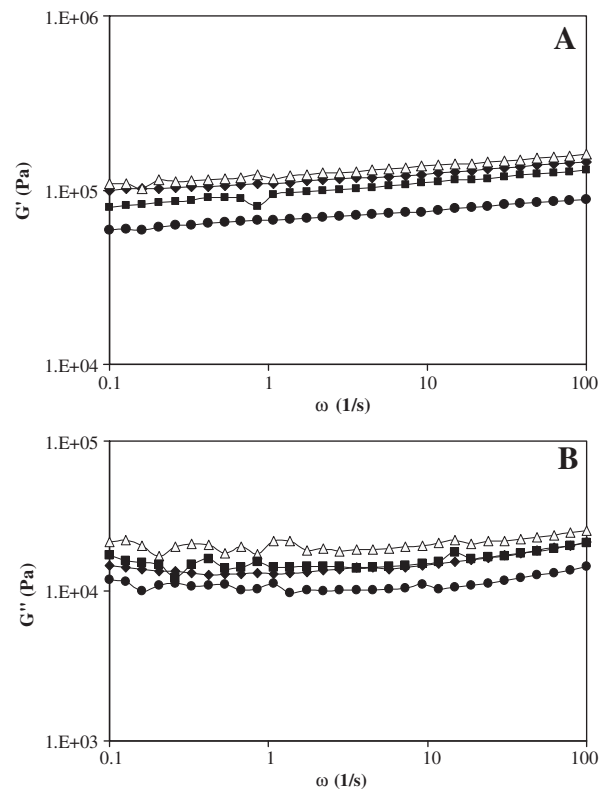 A
1.E+06
1.E+05
1.E+04
G' (Pa)
0.1
1
10
100
ω (1/s)
B
1.E+05
1.E+04
1.E+03
G'' (Pa)
0.1
1
10
100
ω (1/s)